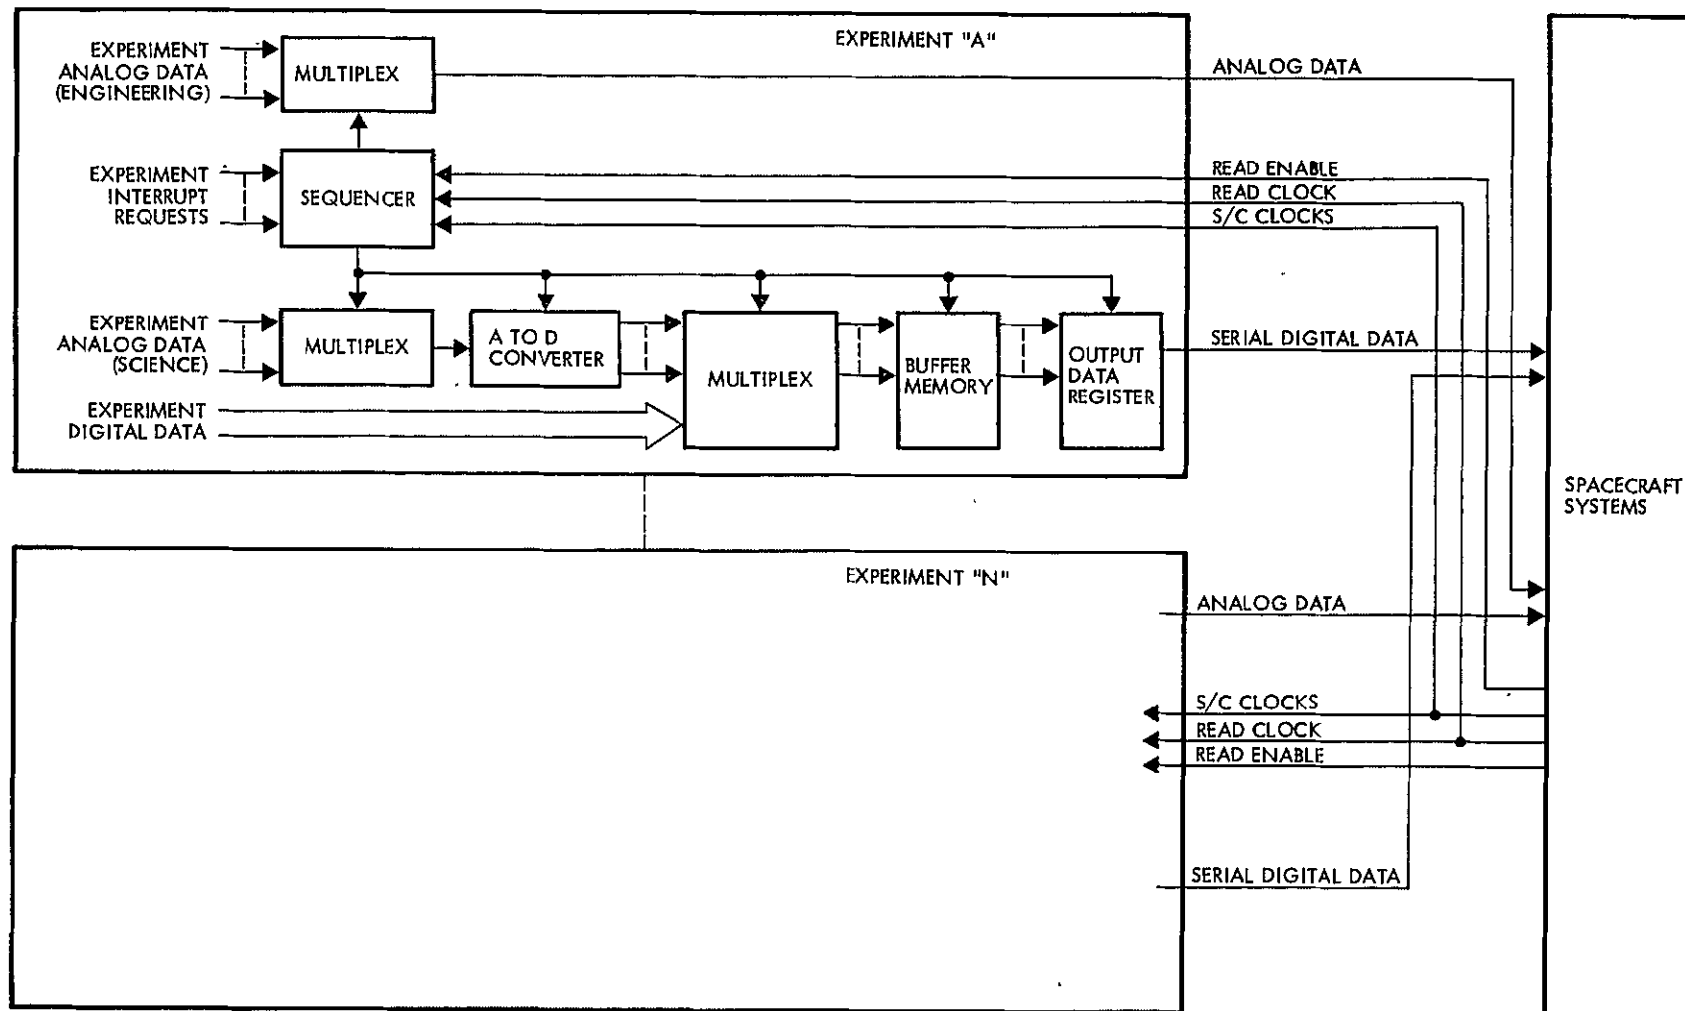 EXPERIMENT "A"
EXPERIMENT
ANALOG DATA
(ENGINEERING)
MULTIPLEX
ANALOG DATA
EXPERIMENT
INTERRUPT
REQUESTS
SEQUENCER
READ ENABLE
READ CLOCK
S/C CLOCKS
EXPERIMENT
ANALOG DATA
(SCIENCE)
MULTIPLEX
A TO D
CONVERTER
MULTIPLEX
BUFFER
MEMORY
OUTPUT
DATA
REGISTER
SERIAL DIGITAL DATA
EXPERIMENT
DIGITAL DATA
SPACECRAFT
SYSTEMS
EXPERIMENT "N"
ANALOG DATA
S/C CLOCKS
READ CLOCK
READ ENABLE
SERIAL DIGITAL DATA